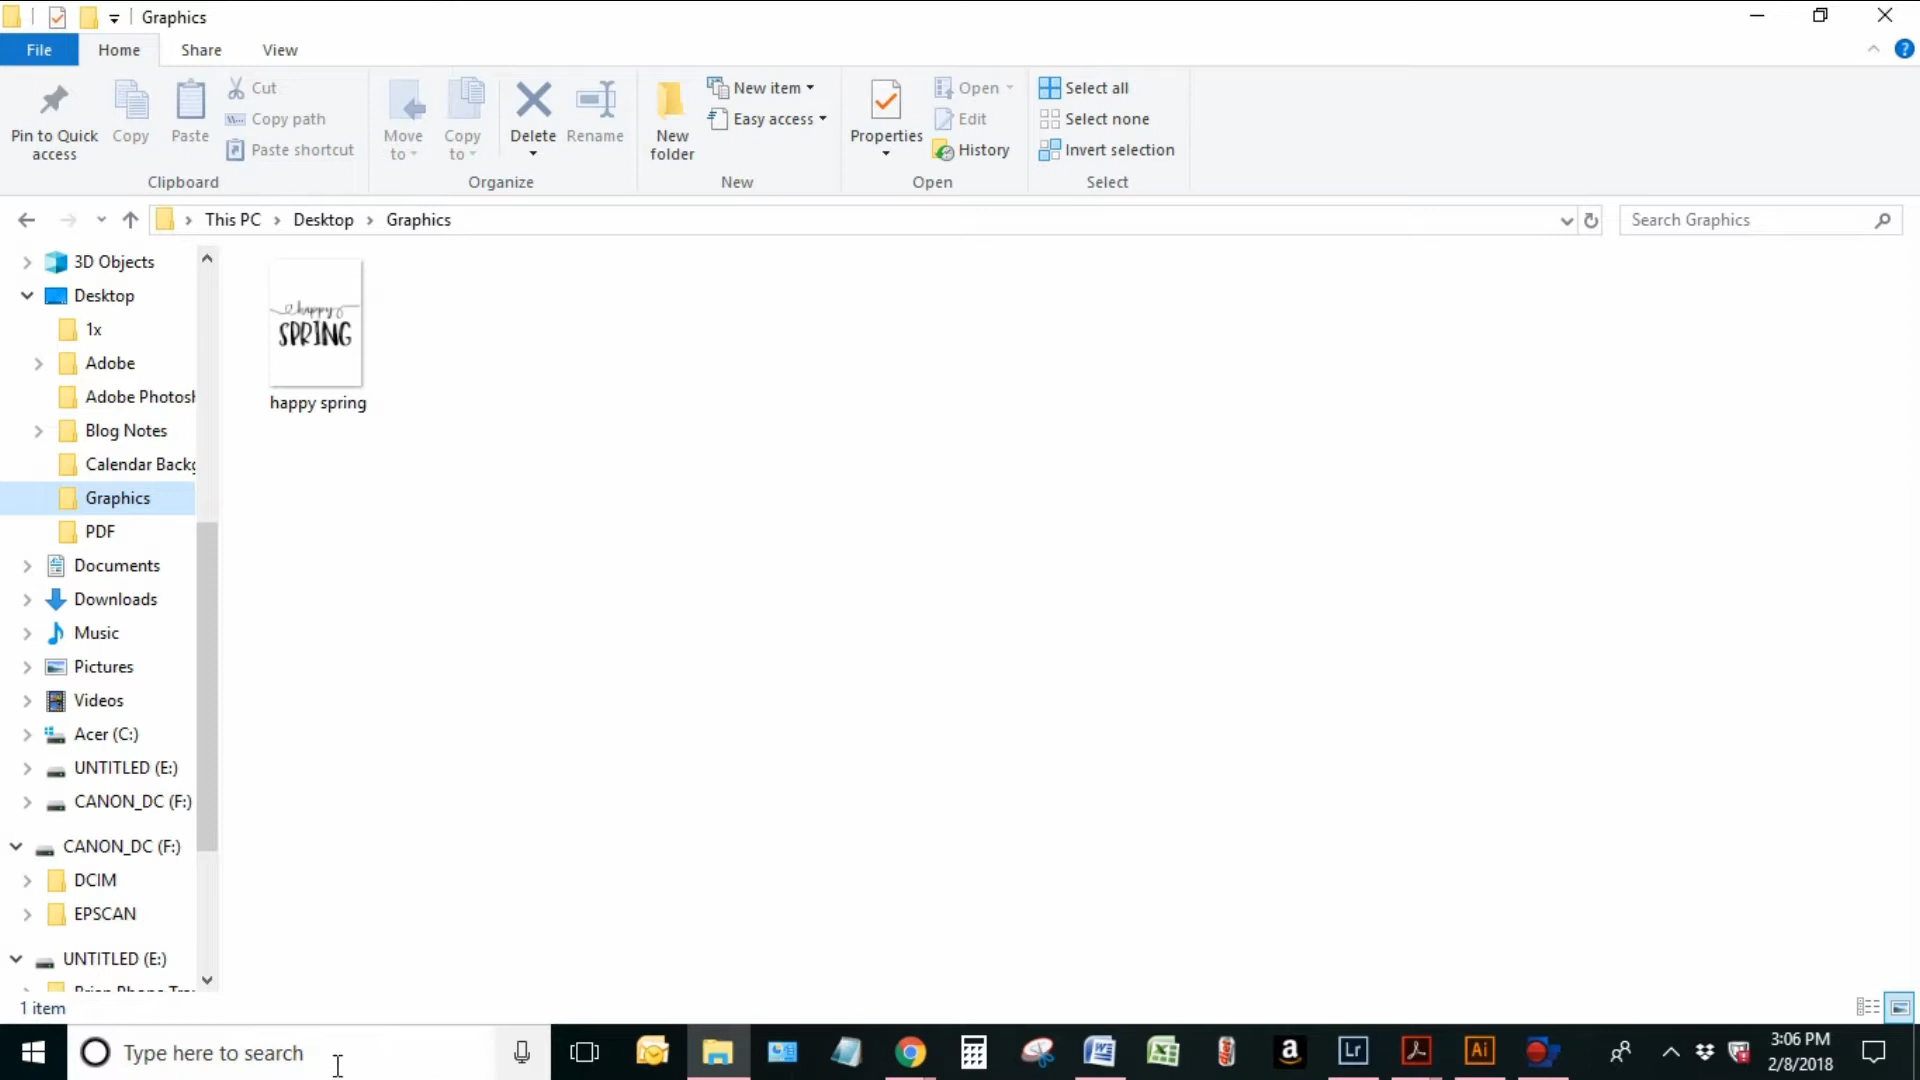 Graphics
File Home Share View
Pin to Quick access
Copy
Paste
Cut
Copy path
Paste shortcut
Clipboard
Move to
Copy to
Delete
Rename
Organize
New folder
New item
Easy access
New
Properties
Open
Edit
History
Open
Select all
Select none
Invert selection
Select
This PC Desktop Graphics
Search Graphics
3D Objects
Desktop
1x
Adobe
Adobe Photosh
Blog Notes
Calendar Backg
Graphics
PDF
Documents
Downloads
Music
Pictures
Videos
Acer (C:)
UNTITLED (E:)
CANON_DC (F:)
CANON_DC (F:)
DCIM
EPSCAN
UNTITLED (E:)
happy
SPRING
happy spring
1 item
Type here to search
a
Lr
Ai
3:06 PM
2/8/2018